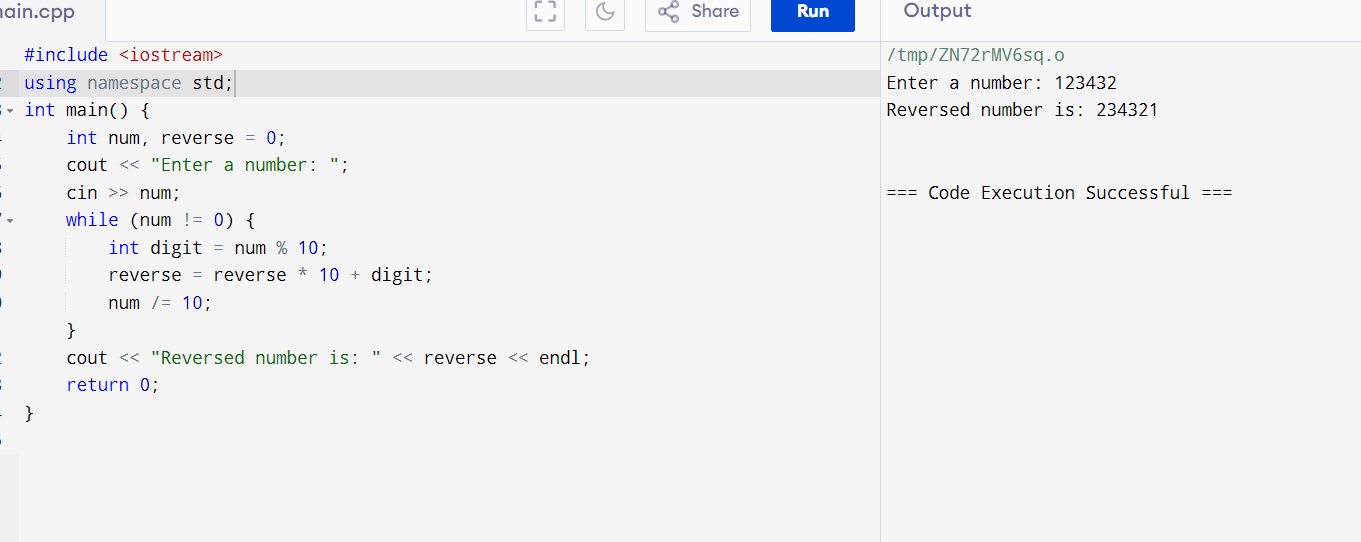 main.cpp
Share
Run
Output
#include <iostream>
using namespace std;
int main() {
    int num, reverse = 0;
    cout << "Enter a number: ";
    cin >> num;
    while (num != 0) {
        int digit = num % 10;
        reverse = reverse * 10 + digit;
        num /= 10;
    }
    cout << "Reversed number is: " << reverse << endl;
    return 0;
}
/tmp/ZN72rMV6sq.o
Enter a number: 123432
Reversed number is: 234321
=== Code Execution Successful ===